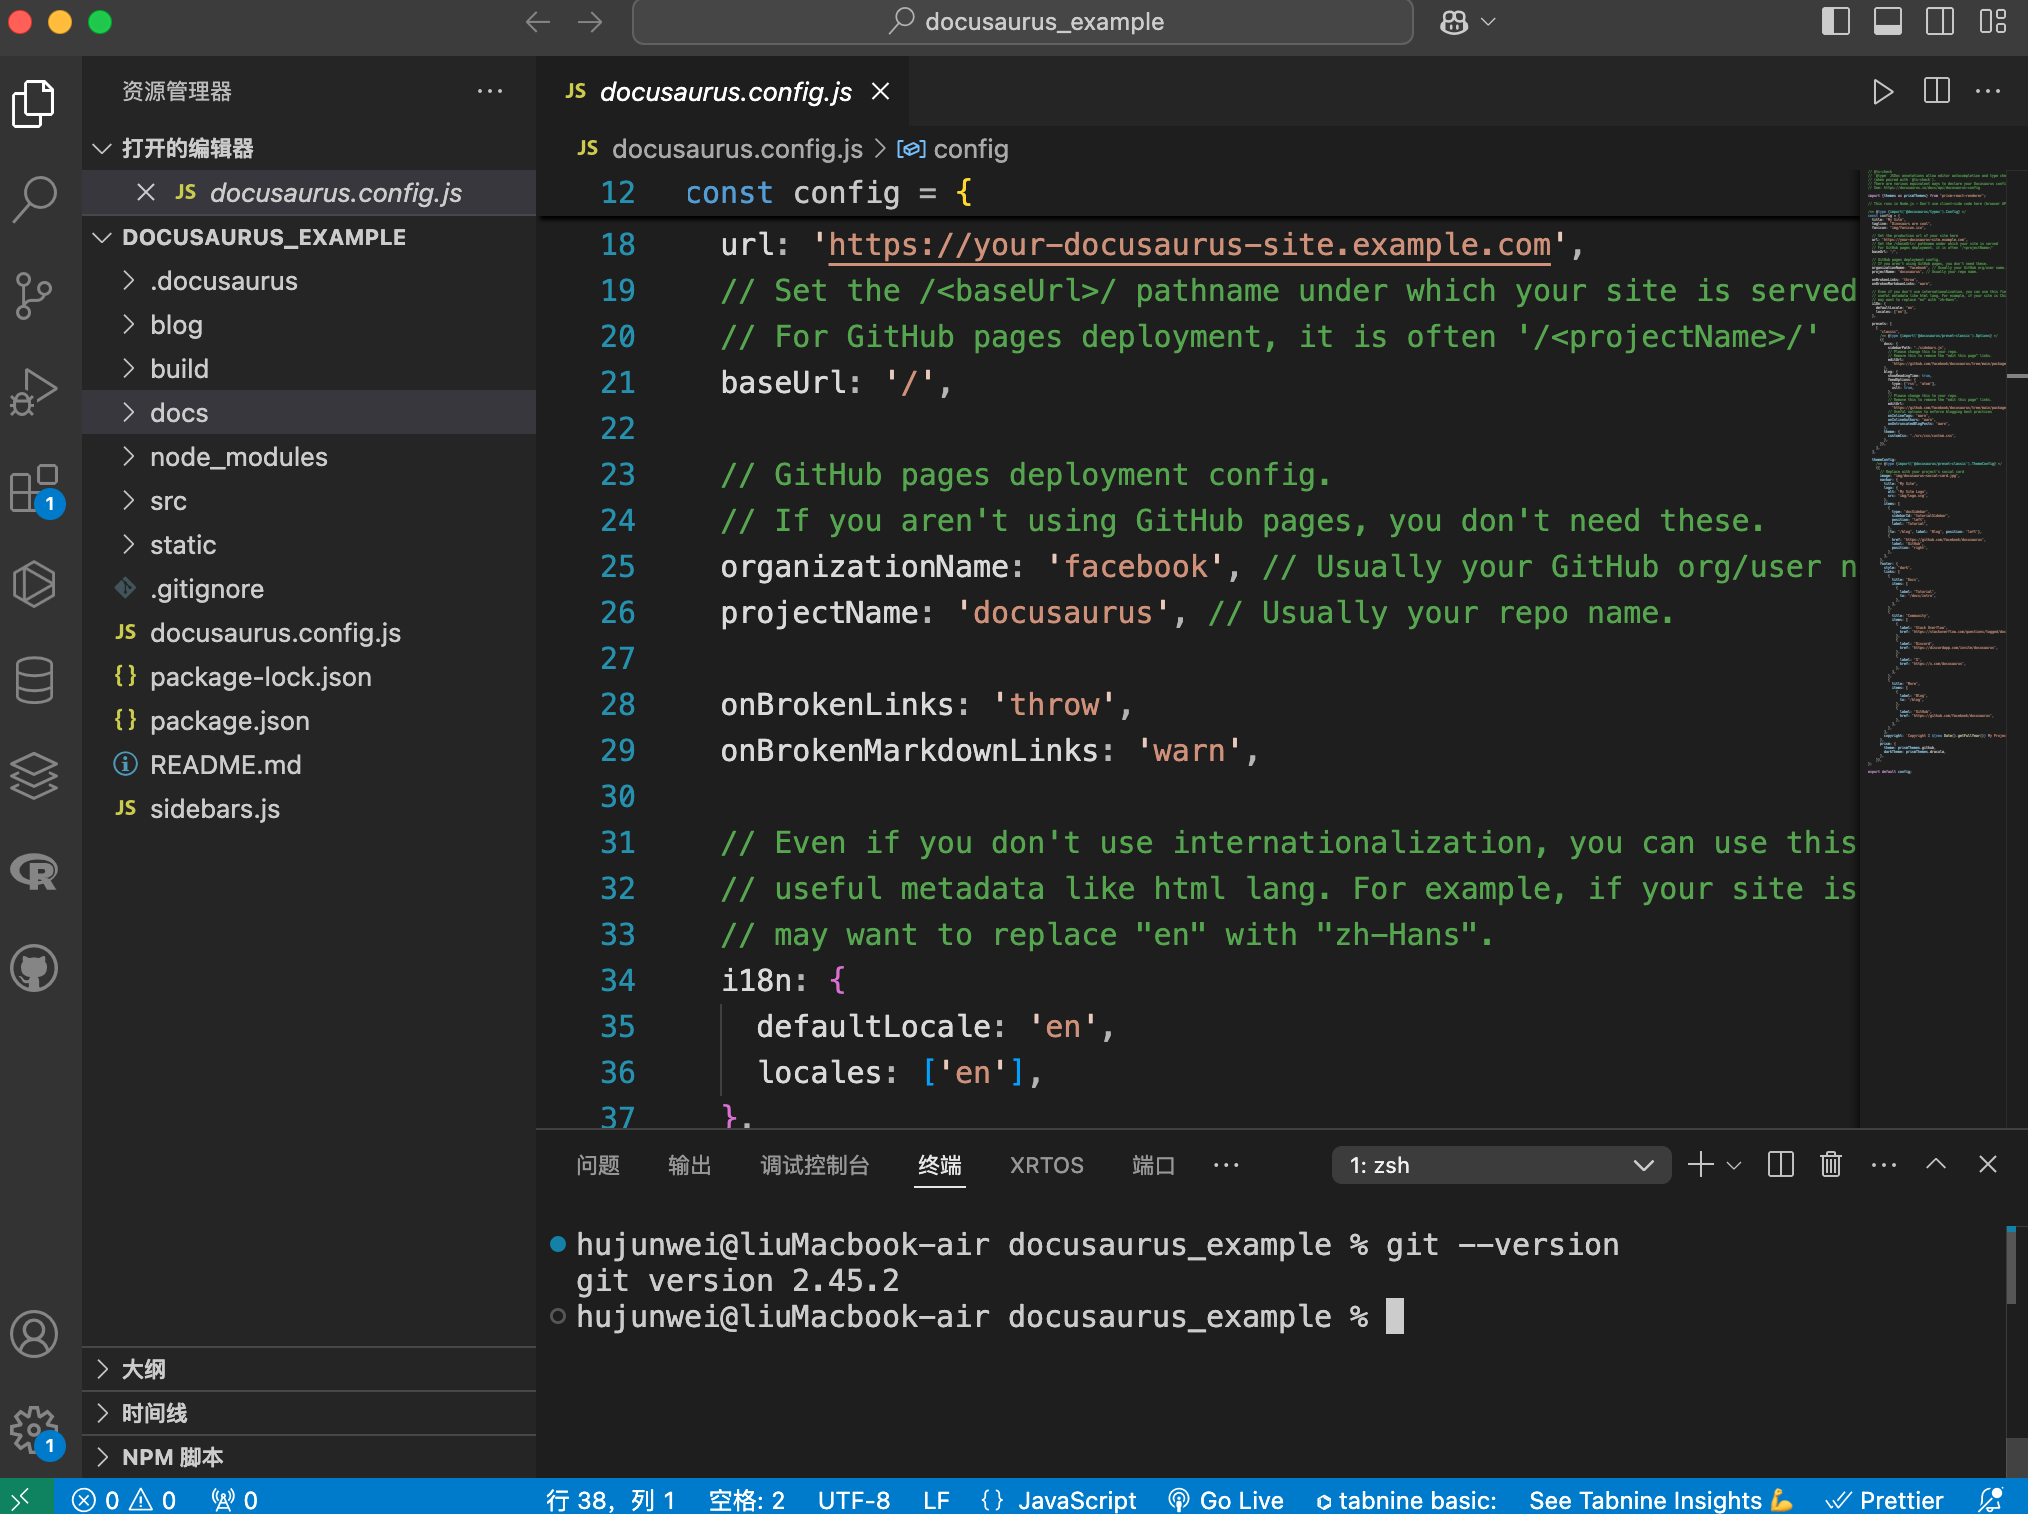 docusaurus_example
资源管理器
打开的编辑器
JS docusaurus.config.js
DOCUSAURUS_EXAMPLE
.docusaurus
blog
build
docs
node_modules
src
static
.gitignore
JS docusaurus.config.js
{} package-lock.json
{} package.json
README.md
JS sidebars.js
大纲
时间线
NPM 脚本
1
1
JS docusaurus.config.js
JS docusaurus.config.js > config
12 const config = {
18 url: 'https://your-docusaurus-site.example.com',
19 // Set the /<baseUrl>/ pathname under which your site is served
20 // For GitHub pages deployment, it is often '/<projectName>/'
21 baseUrl: '/',
22
23 // GitHub pages deployment config.
24 // If you aren't using GitHub pages, you don't need these.
25 organizationName: 'facebook', // Usually your GitHub org/user n
26 projectName: 'docusaurus', // Usually your repo name.
27
28 onBrokenLinks: 'throw',
29 onBrokenMarkdownLinks: 'warn',
30
31 // Even if you don't use internationalization, you can use this
32 // useful metadata like html lang. For example, if your site is
33 // may want to replace "en" with "zh-Hans".
34 i18n: {
35 defaultLocale: 'en',
36 locales: ['en'],
37 },
问题 输出 调试控制台 终端 XRTOS 端口 1: zsh
hujunwei@liuMacbook-air docusaurus_example % git --version
git version 2.45.2
hujunwei@liuMacbook-air docusaurus_example %
0 0 0 行 38，列 1 空格: 2 UTF-8 LF {} JavaScript Go Live tabnine basic: See Tabnine Insights 💪 Prettier